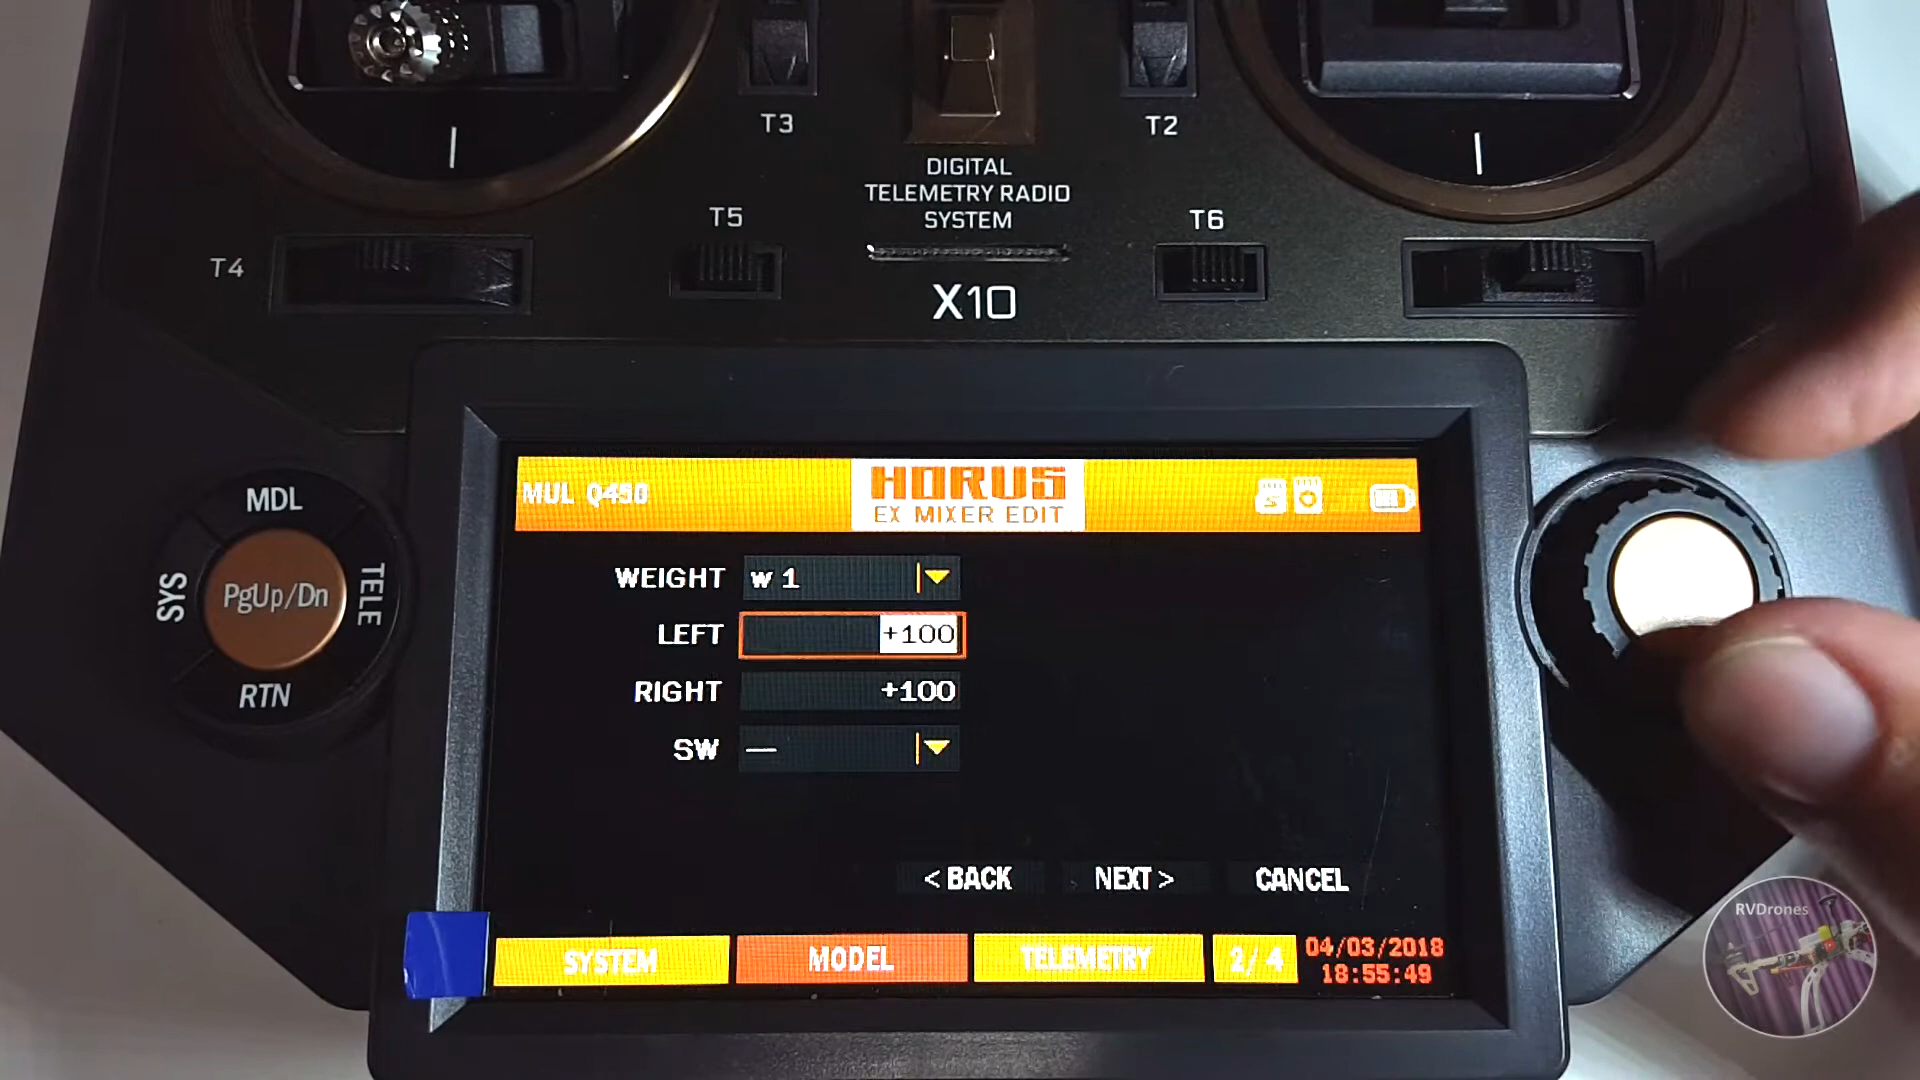 T3
T2
DIGITAL
TELEMETRY RADIO
SYSTEM
T5
T6
T4
X10
MDL
SYS
PgUp/Dn
TELE
RTN
MUL Q450
HORUS
EX MIXER EDIT
WEIGHT w 1
LEFT +100
RIGHT +100
SW —
< BACK NEXT > CANCEL
SYSTEM MODEL TELEMETRY 2/4 04/03/2018
18:55:49
RVDrones